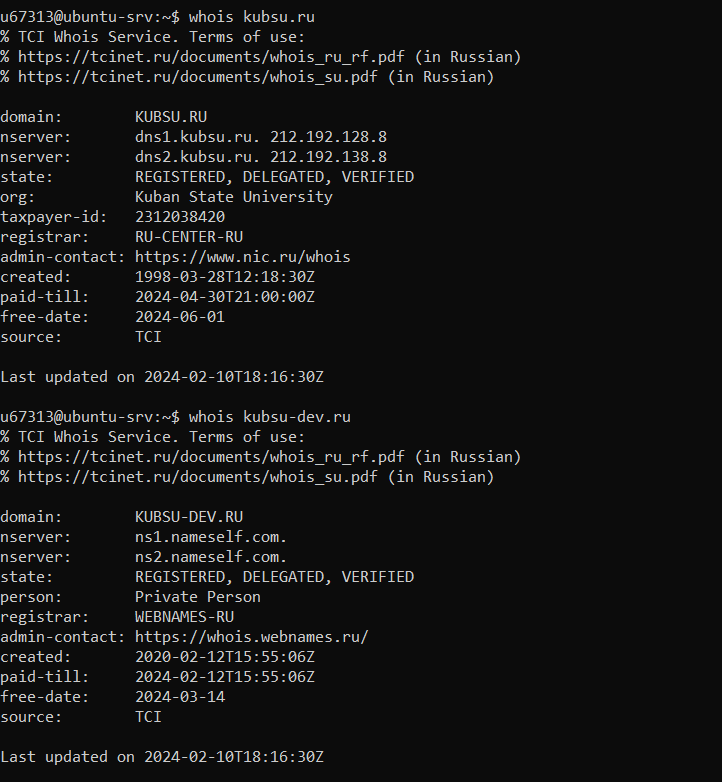 u67313@ubuntu-srv:~$ whois kubsu.ru
% TCI Whois Service. Terms of use:
% https://tcinet.ru/documents/whois_ru_rf.pdf (in Russian)
% https://tcinet.ru/documents/whois_su.pdf (in Russian)

domain:        KUBSU.RU
nserver:       dns1.kubsu.ru. 212.192.128.8
nserver:       dns2.kubsu.ru. 212.192.138.8
state:         REGISTERED, DELEGATED, VERIFIED
org:           Kuban State University
taxpayer-id:   2312038420
registrar:     RU-CENTER-RU
admin-contact: https://www.nic.ru/whois
created:       1998-03-28T12:18:30Z
paid-till:     2024-04-30T21:00:00Z
free-date:     2024-06-01
source:        TCI

Last updated on 2024-02-10T18:16:30Z

u67313@ubuntu-srv:~$ whois kubsu-dev.ru
% TCI Whois Service. Terms of use:
% https://tcinet.ru/documents/whois_ru_rf.pdf (in Russian)
% https://tcinet.ru/documents/whois_su.pdf (in Russian)

domain:        KUBSU-DEV.RU
nserver:       ns1.nameself.com.
nserver:       ns2.nameself.com.
state:         REGISTERED, DELEGATED, VERIFIED
person:        Private Person
registrar:     WEBNAMES-RU
admin-contact: https://whois.webnames.ru/
created:       2020-02-12T15:55:06Z
paid-till:     2024-02-12T15:55:06Z
free-date:     2024-03-14
source:        TCI

Last updated on 2024-02-10T18:16:30Z